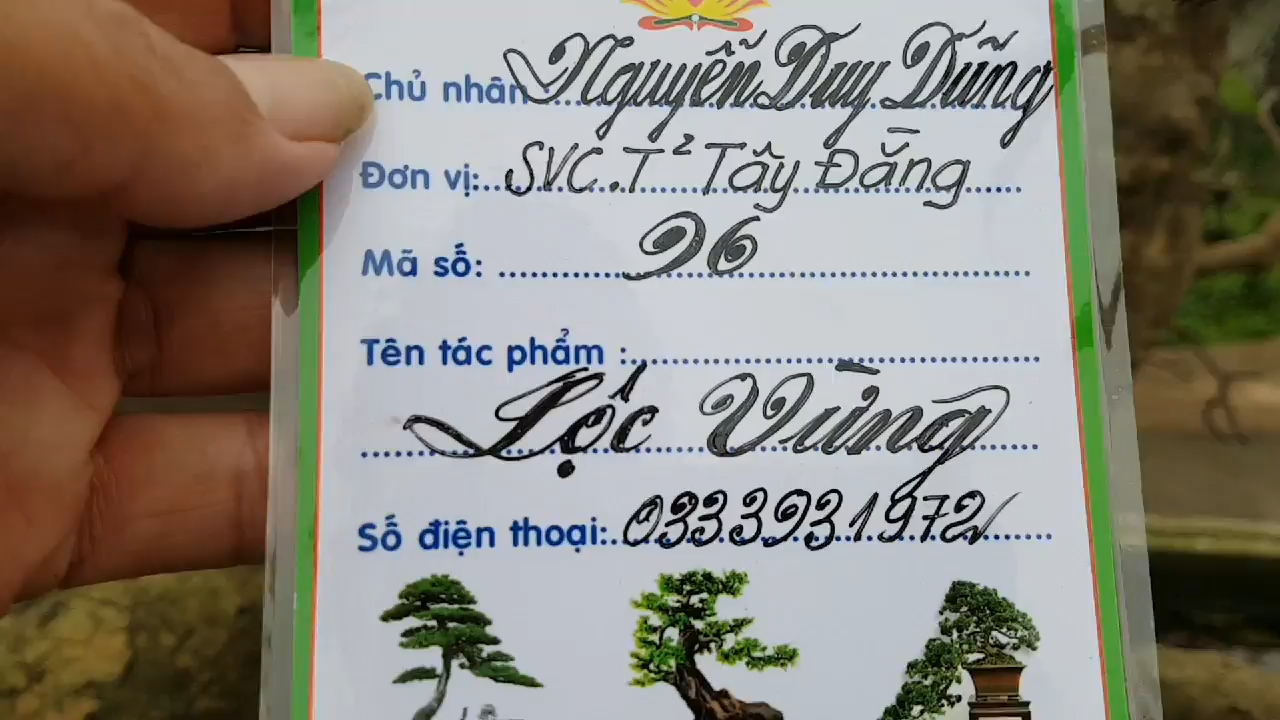 Chủ nhân: Nguyễn Duy Dũng
Đơn vị: SVC.T² Tây Đằng
Mã số: 96
Tên tác phẩm :
Lộc Vừng
Số điện thoại: 0333931972